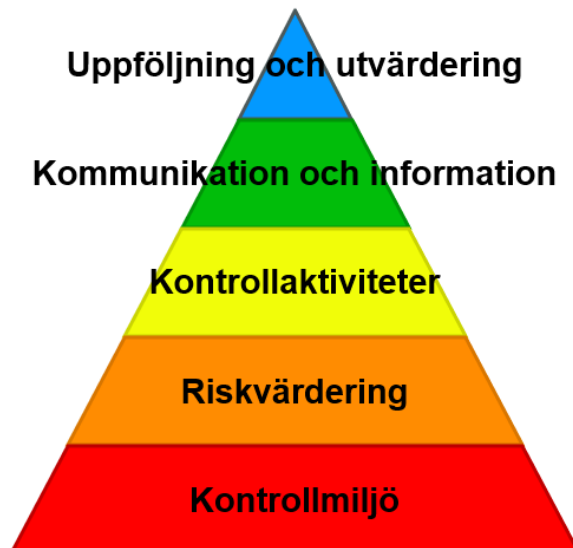 Uppföljning och utvärdering
Kommunikation och information
Kontrollaktiviteter
Riskvärdering
Kontrollmiljö